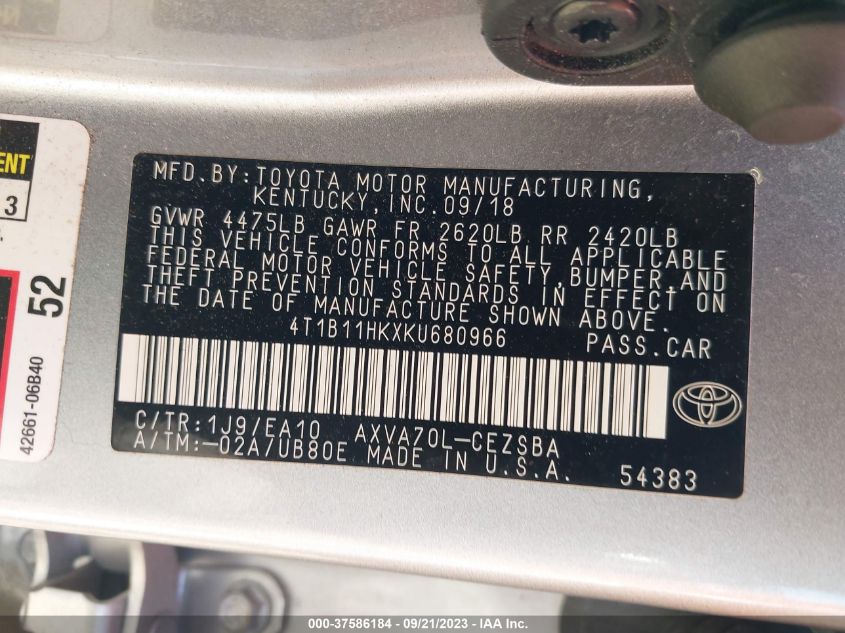 ENT
13
52
42661-06B40
MFD. BY: TOYOTA MOTOR MANUFACTURING,
KENTUCKY, INC. 09/18
GVWR 4475LB GAWR FR 2620LB RR 2420LB
THIS VEHICLE CONFORMS TO ALL APPLICABLE
FEDERAL MOTOR VEHICLE SAFETY, BUMPER, AND
THEFT PREVENTION STANDARDS IN EFFECT ON
THE DATE OF MANUFACTURE SHOWN ABOVE.
4T1B11HKXKU680966 PASS. CAR
C/TR: 1J9/EA10 AXVA70L-CEZSBA
A/TM: -02A/UB80E MADE IN U.S.A. 54383
000-37586184 - 09/21/2023 - IAA Inc.